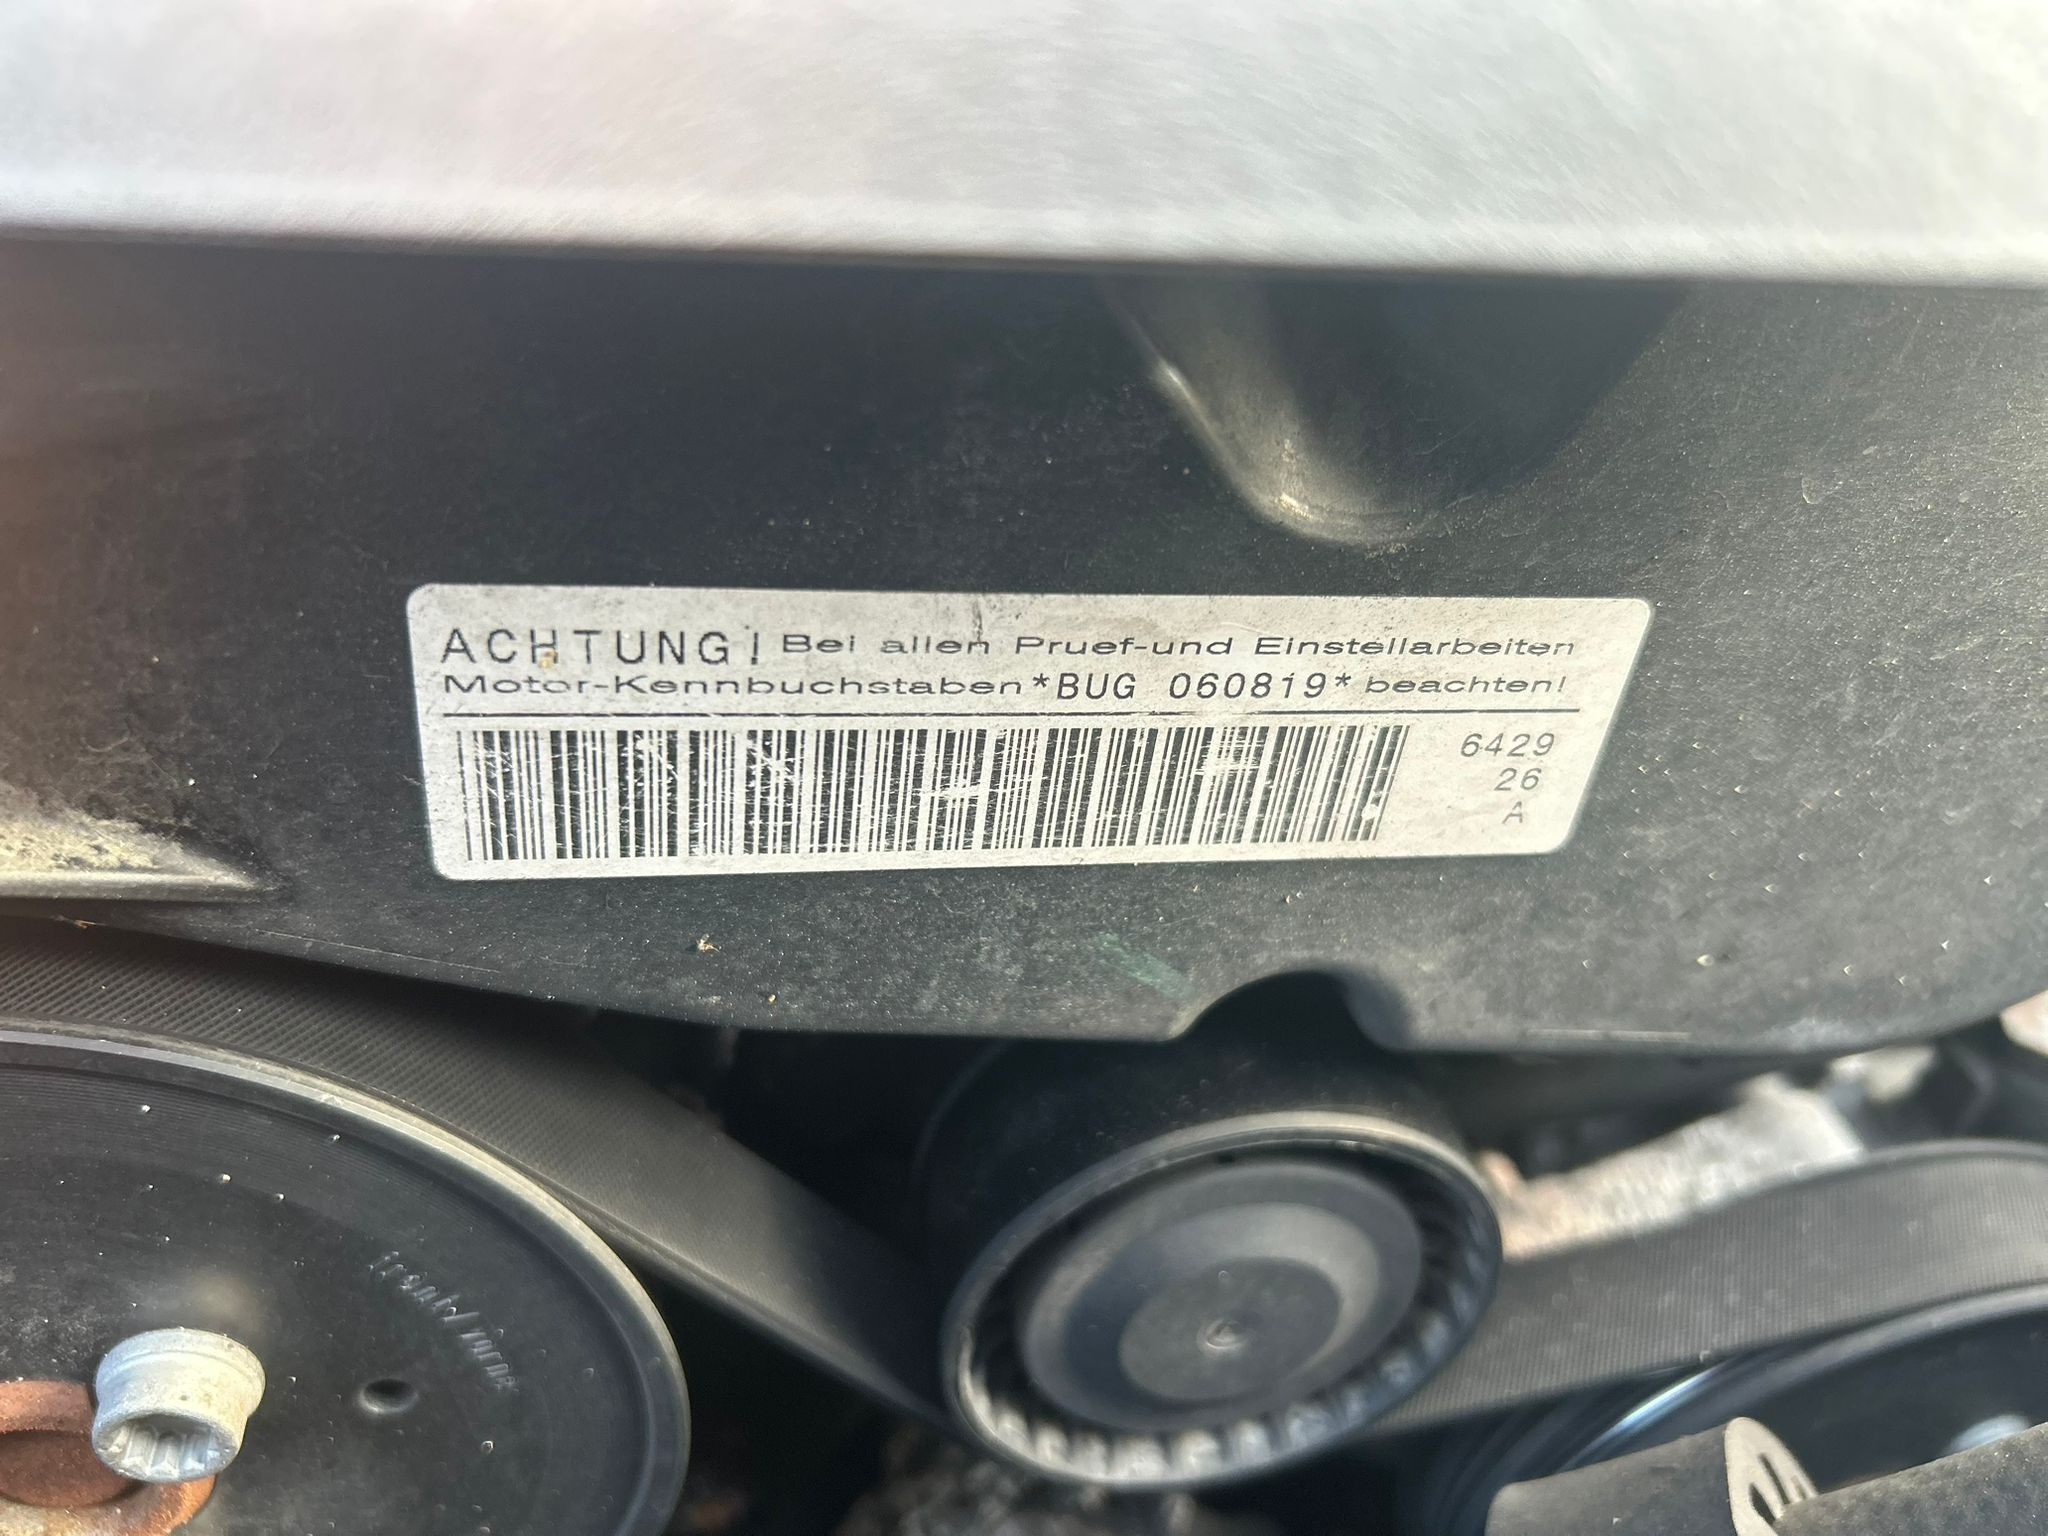 ACHTUNG! Bei allen Pruef-und Einstellarbeiten
Motor-Kennbuchstaben*BUG 060819* beachten!
6429
26
A